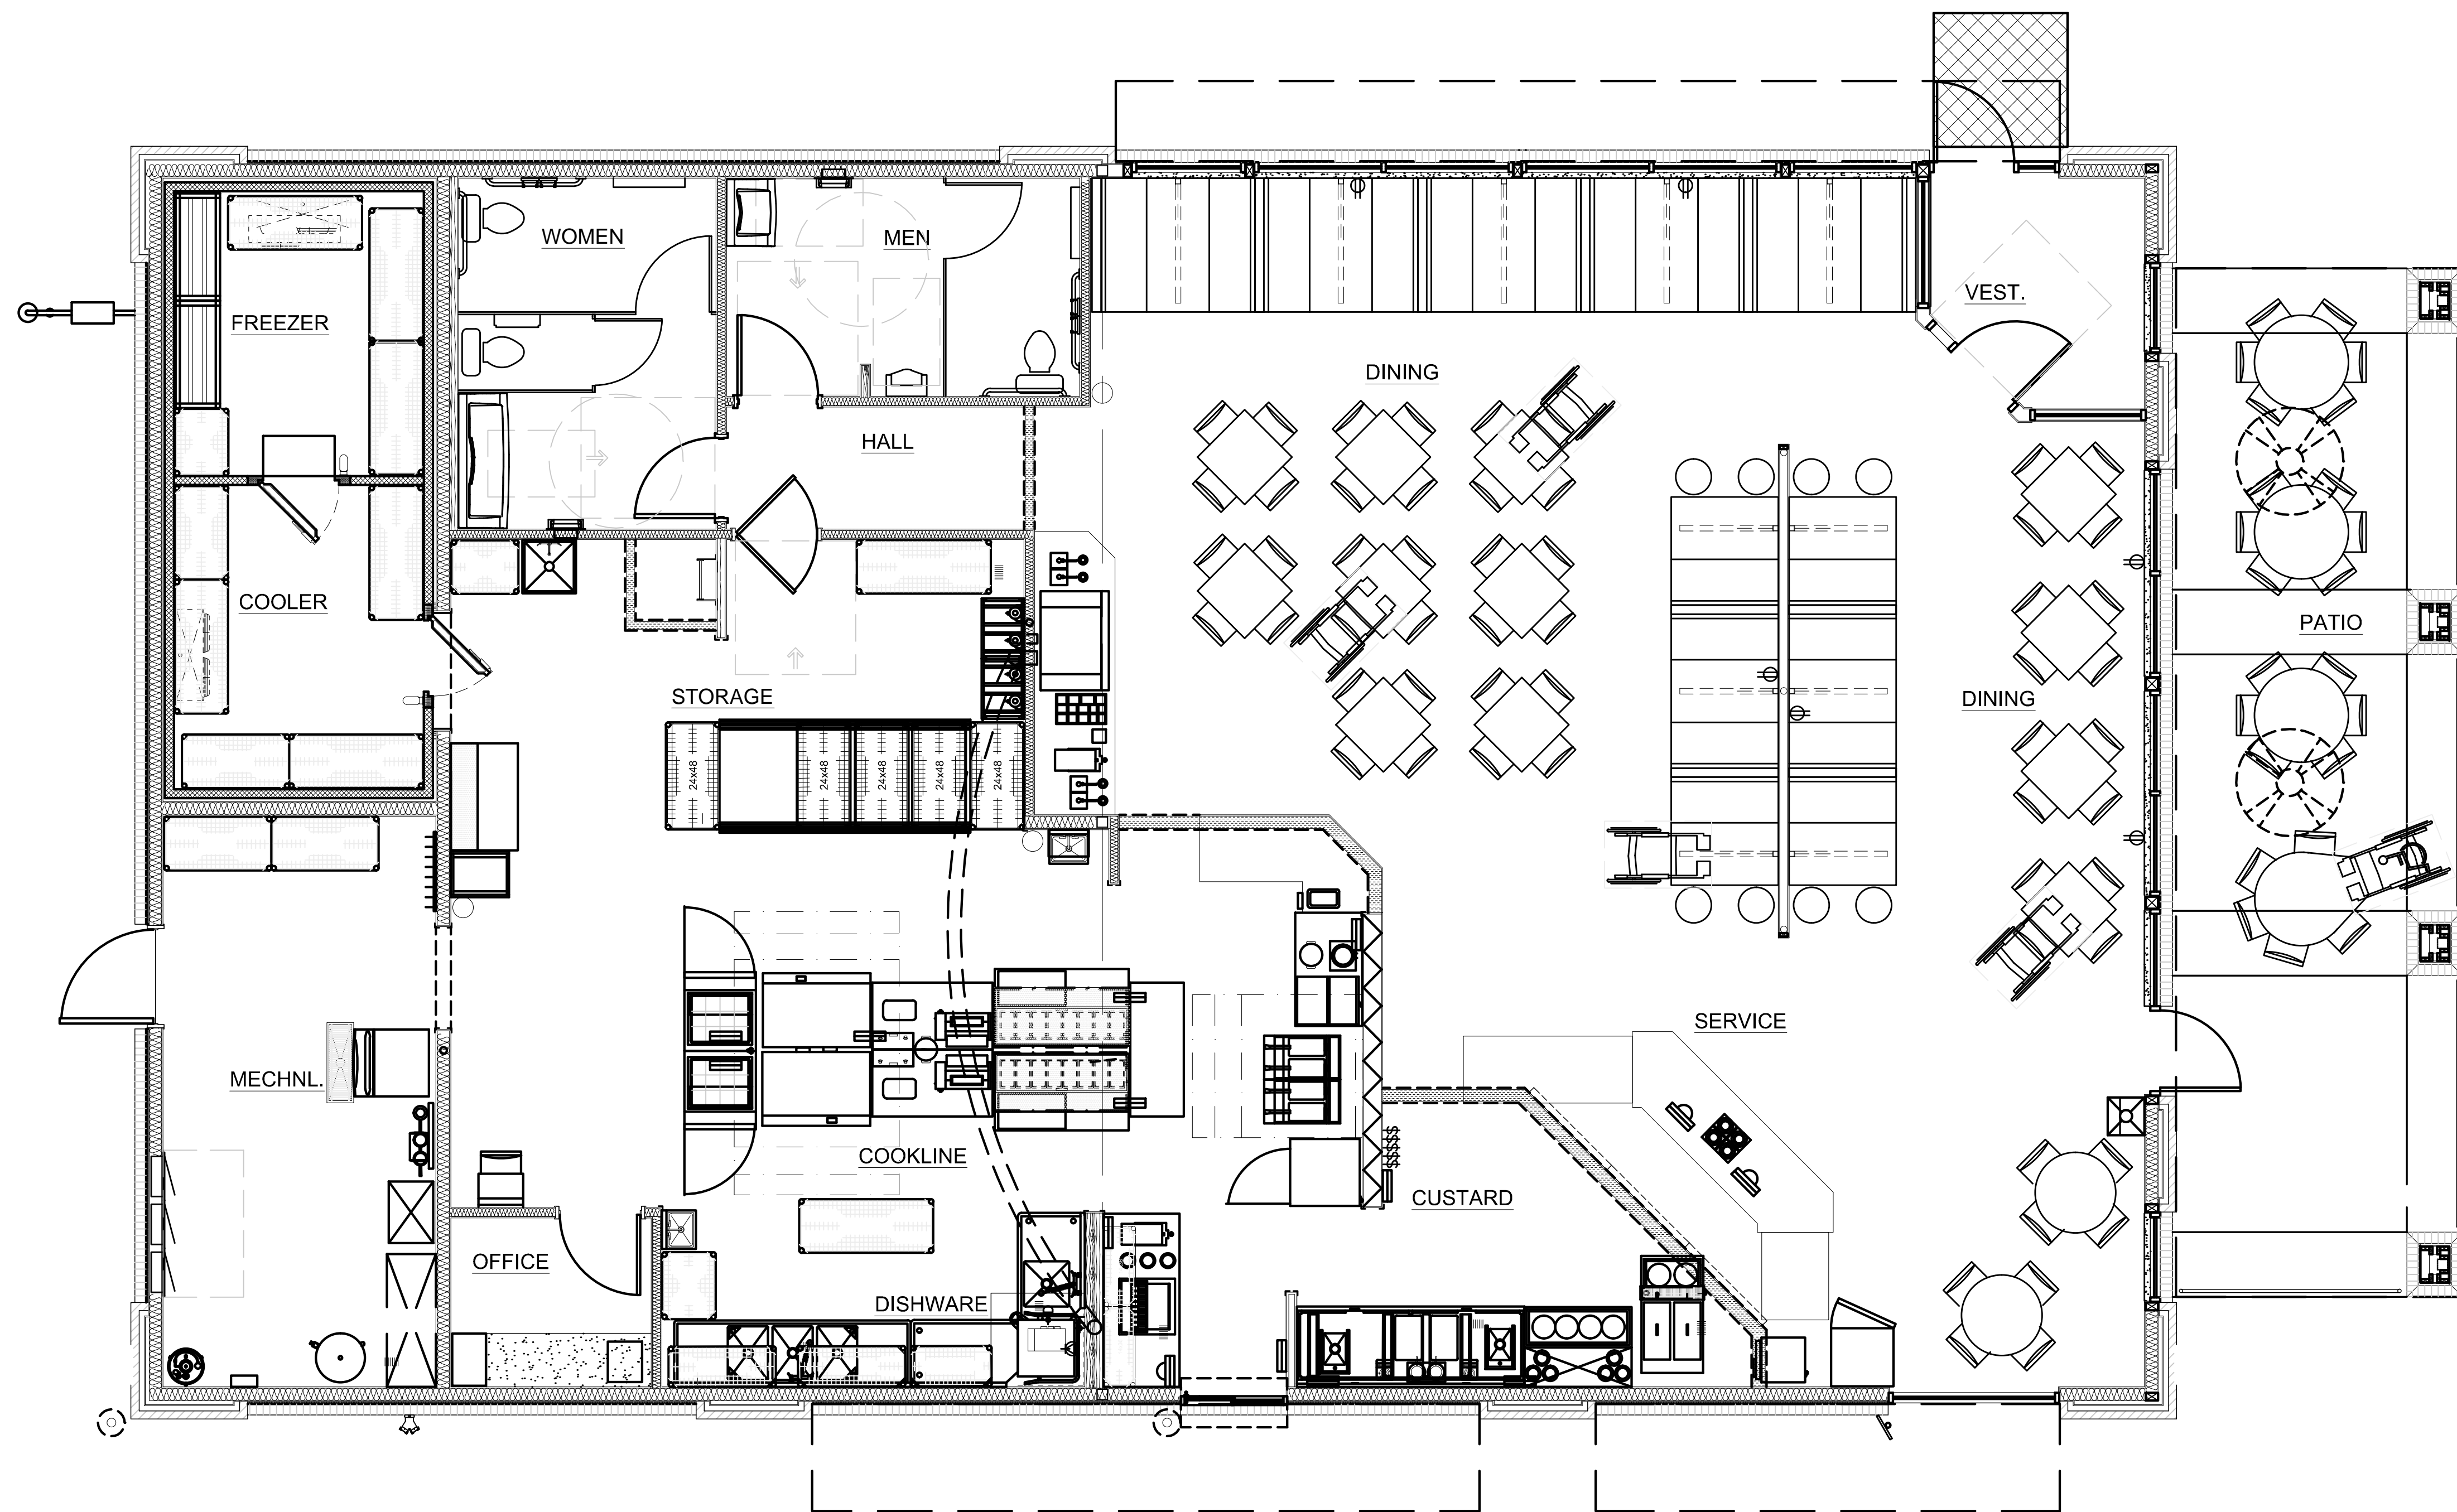 WOMEN
MEN
VEST.
FREEZER
DINING
HALL
COOLER
PATIO
STORAGE
DINING
24x48
24x48
24x48
24x48
24x48
SERVICE
MECHNL.
COOKLINE
CUSTARD
OFFICE
DISHWARE